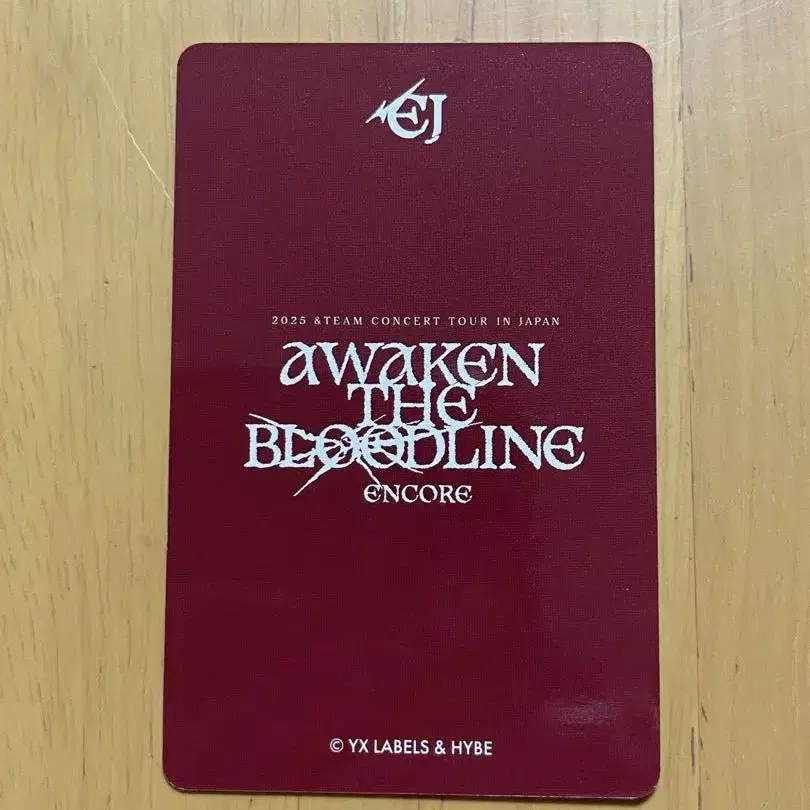 EJ
2025 &TEAM CONCERT TOUR IN JAPAN
AWAKEN
THE
BLOODLINE
ENCORE
© YX LABELS & HYBE